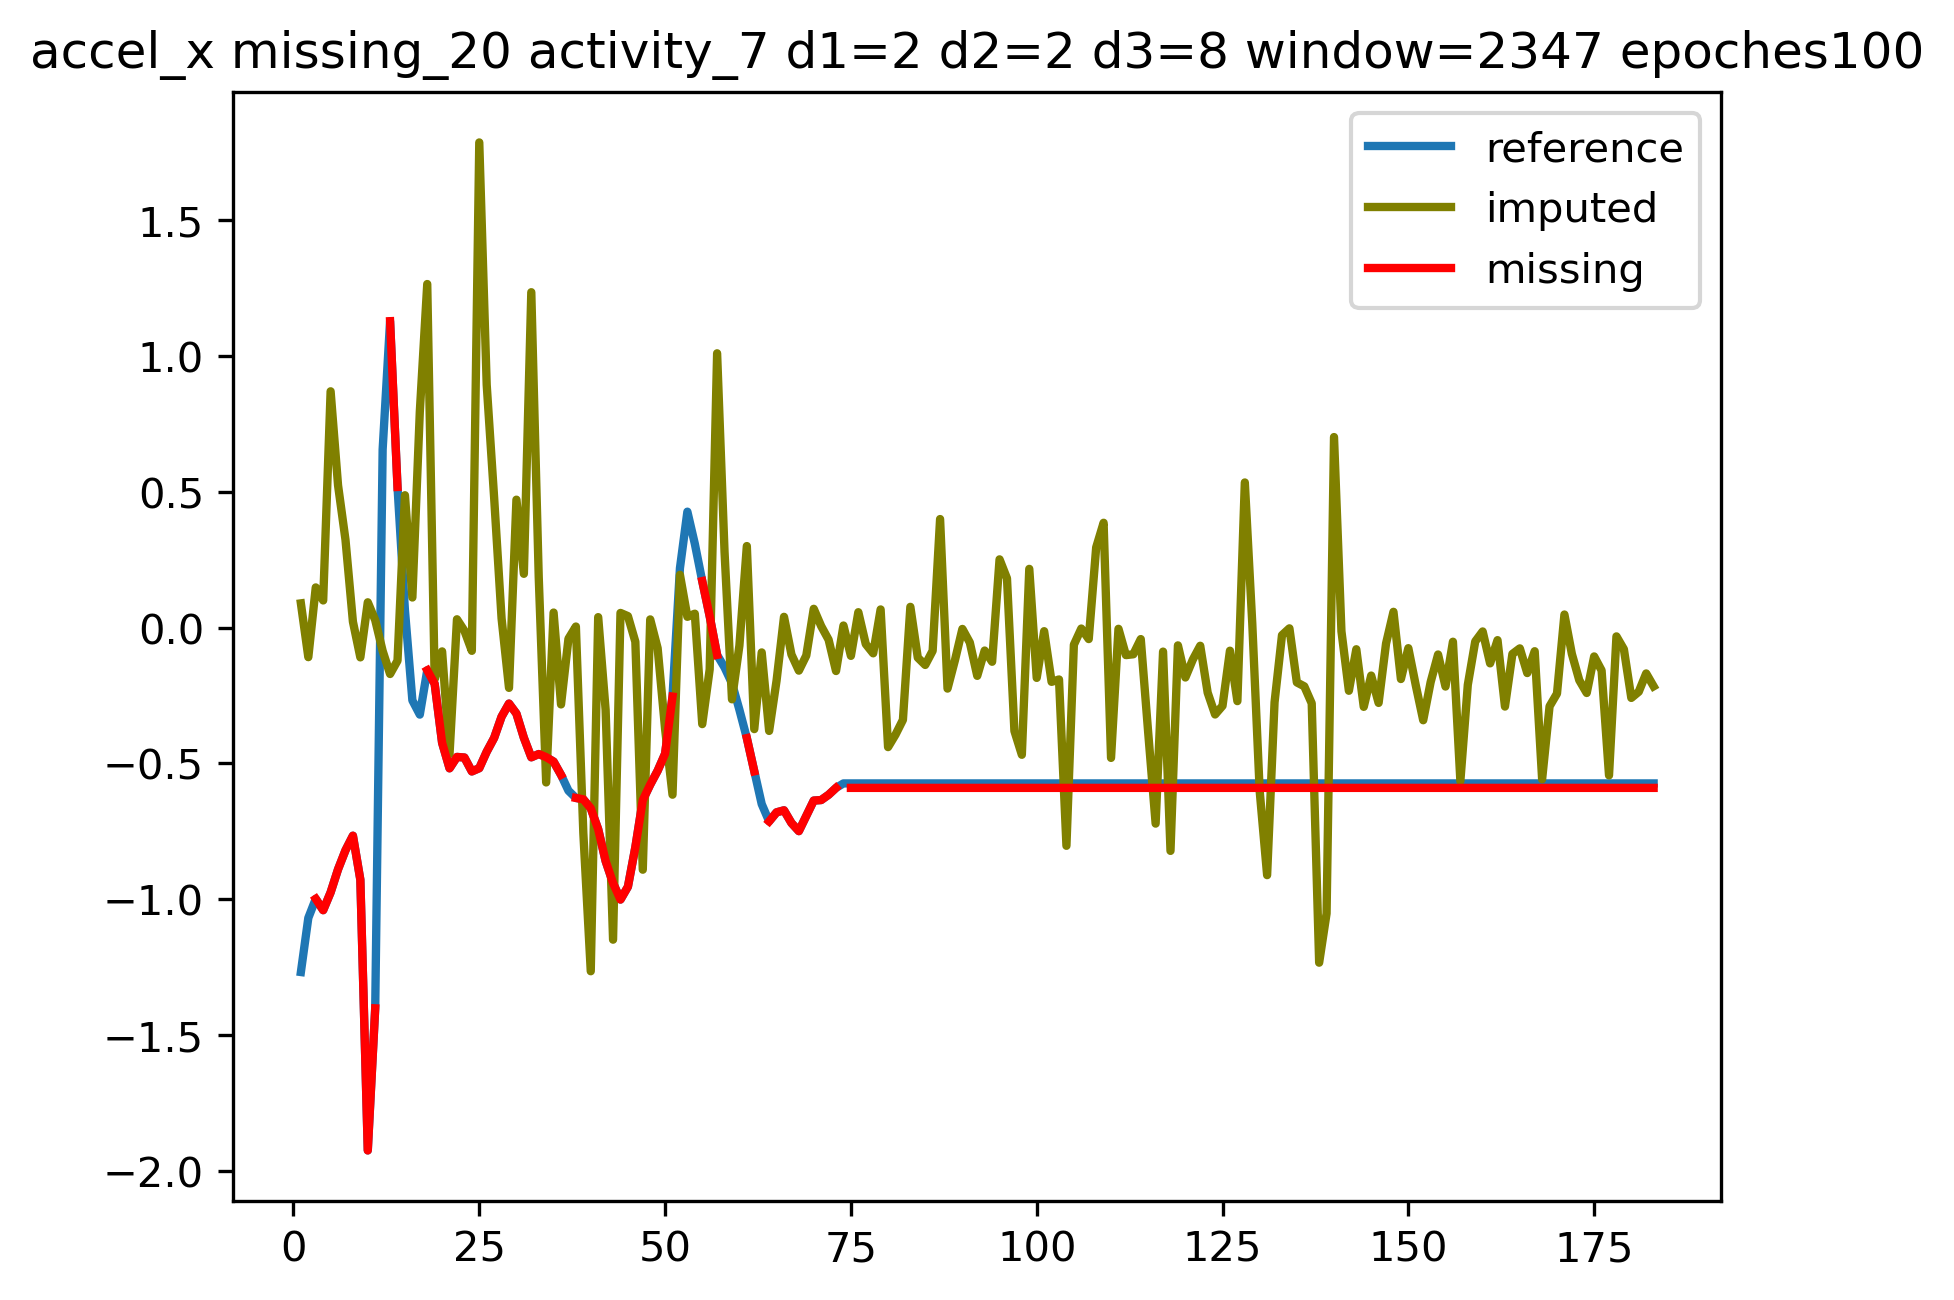 accel_x missing_20 activity_7 d1=2 d2=2 d3=8 window=2347 epoches100
reference
imputed
missing
1.5
1.0
0.5
0.0
−0.5
−1.0
−1.5
−2.0
0 25 50 75 100 125 150 175